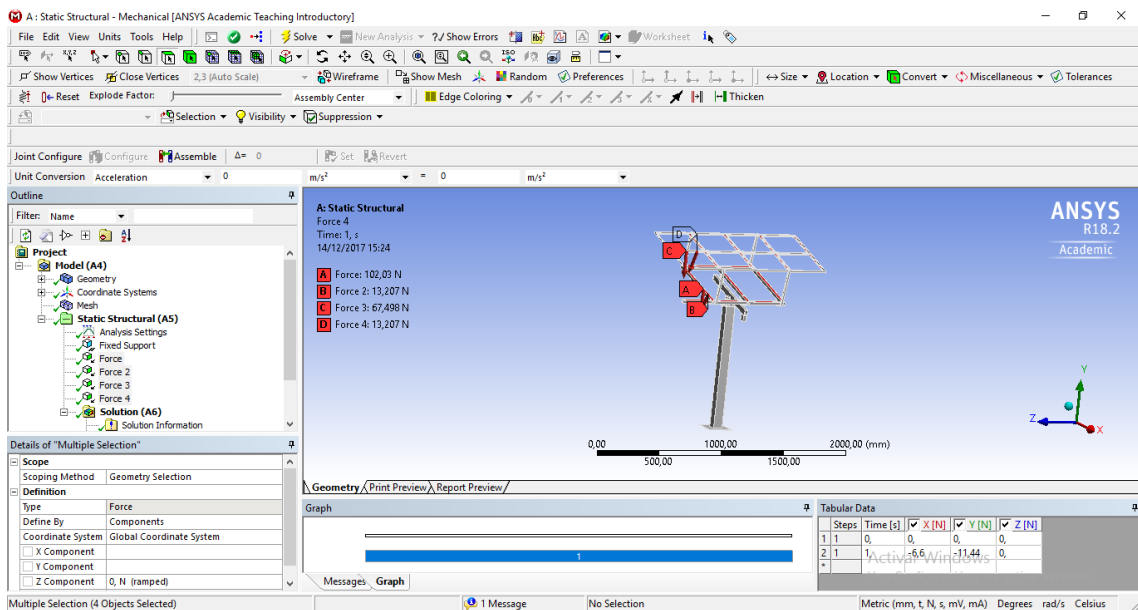 A : Static Structural - Mechanical [ANSYS Academic Teaching Introductory]
File Edit View Units Tools Help Solve New Analysis ?/ Show Errors Worksheet
Show Vertices Close Vertices 2,3 (Auto Scale) Wireframe Show Mesh Random Preferences Size Location Convert Miscellaneous Tolerances
Reset Explode Factor: Assembly Center Edge Coloring Thicken
Selection Visibility Suppression
Joint Configure Configure Assemble Δ= 0 Set Revert
Unit Conversion Acceleration 0 m/s² = 0 m/s²
Outline
Filter: Name
Project
Model (A4)
Geometry
Coordinate Systems
Mesh
Static Structural (A5)
Analysis Settings
Fixed Support
Force
Force 2
Force 3
Force 4
Solution (A6)
Solution Information
Details of "Multiple Selection"
Scope
Scoping Method Geometry Selection
Definition
Type Force
Define By Components
Coordinate System Global Coordinate System
X Component
Y Component
Z Component 0, N (ramped)
A: Static Structural
Force 4
Time: 1, s
14/12/2017 15:24
A Force: 102,03 N
B Force 2: 13,207 N
C Force 3: 67,498 N
D Force 4: 13,207 N
ANSYS
R18.2
Academic
D
C
A
B
Y
Z
X
0,00 1000,00 2000,00 (mm)
500,00 1500,00
Geometry Print Preview Report Preview
Graph
1
Messages Graph
Tabular Data
Steps Time [s] X [N] Y [N] Z [N]
1 1 0, 0, 0, 0,
2 1 1, -6,6 -11,44 0,
*
Activar Windows
Multiple Selection (4 Objects Selected) 1 Message No Selection Metric (mm, t, N, s, mV, mA) Degrees rad/s Celsius